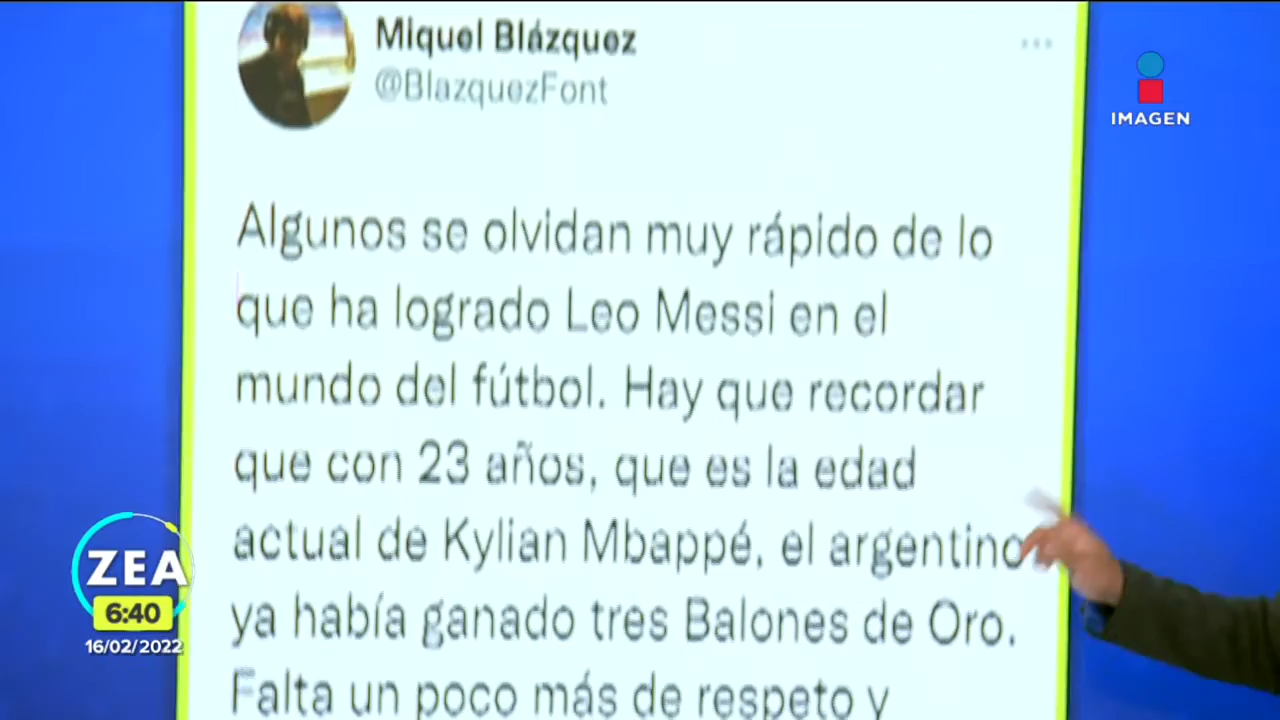 Miquel Blázquez
@BlazquezFont
IMAGEN
Algunos se olvidan muy rápido de lo
que ha logrado Leo Messi en el
mundo del fútbol. Hay que recordar
que con 23 años, que es la edad
actual de Kylian Mbappé, el argentino
ya había ganado tres Balones de Oro.
Falta un poco más de respeto y
ZEA
6:40
16/02/2022